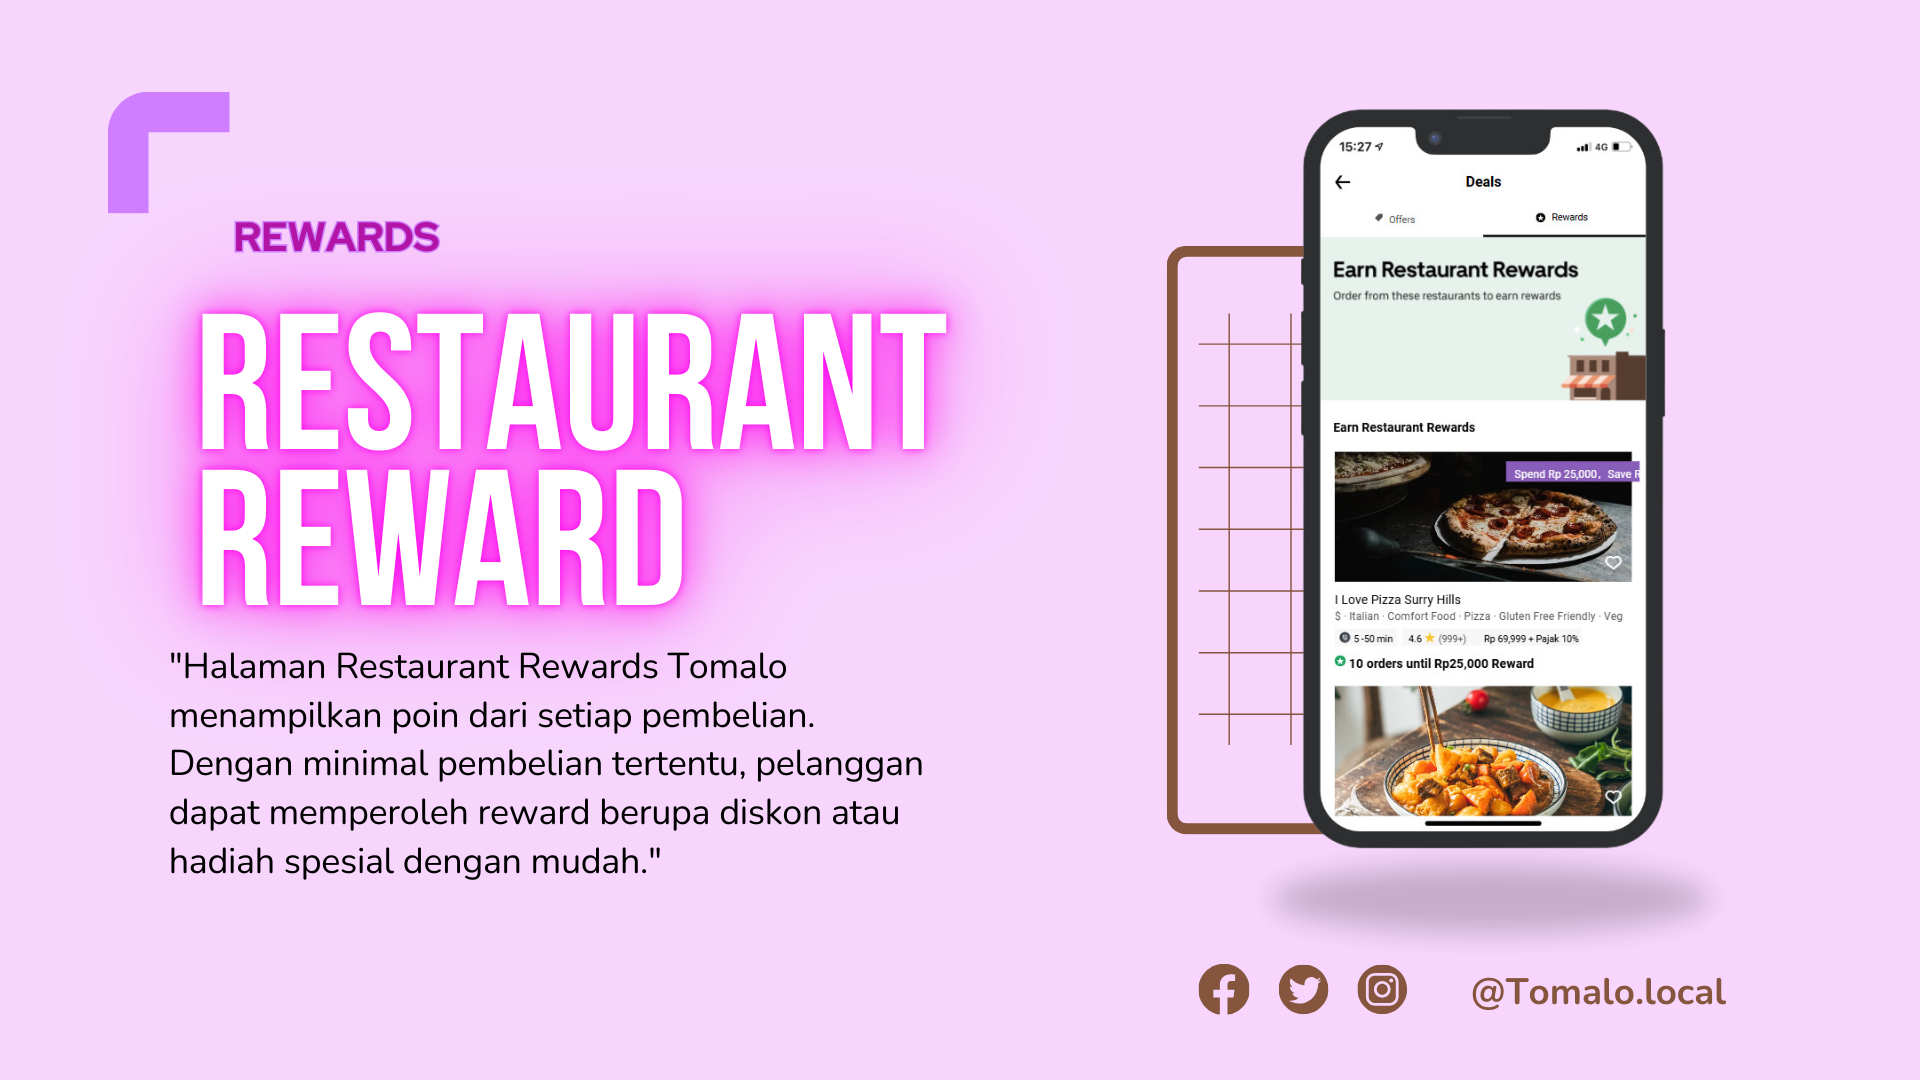 REWARDS
RESTAURANT
REWARD
"Halaman Restaurant Rewards Tomalo
menampilkan poin dari setiap pembelian.
Dengan minimal pembelian tertentu, pelanggan
dapat memperoleh reward berupa diskon atau
hadiah spesial dengan mudah."
15:27
4G
Deals
Offers
Rewards
Earn Restaurant Rewards
Order from these restaurants to earn rewards
Earn Restaurant Rewards
Spend Rp 25,000, Save R
I Love Pizza Surry Hills
$ · Italian · Comfort Food · Pizza · Gluten Free Friendly · Veg
5-50 min 4.6 (999+) Rp 69,999 + Pajak 10%
10 orders until Rp25,000 Reward
@Tomalo.local